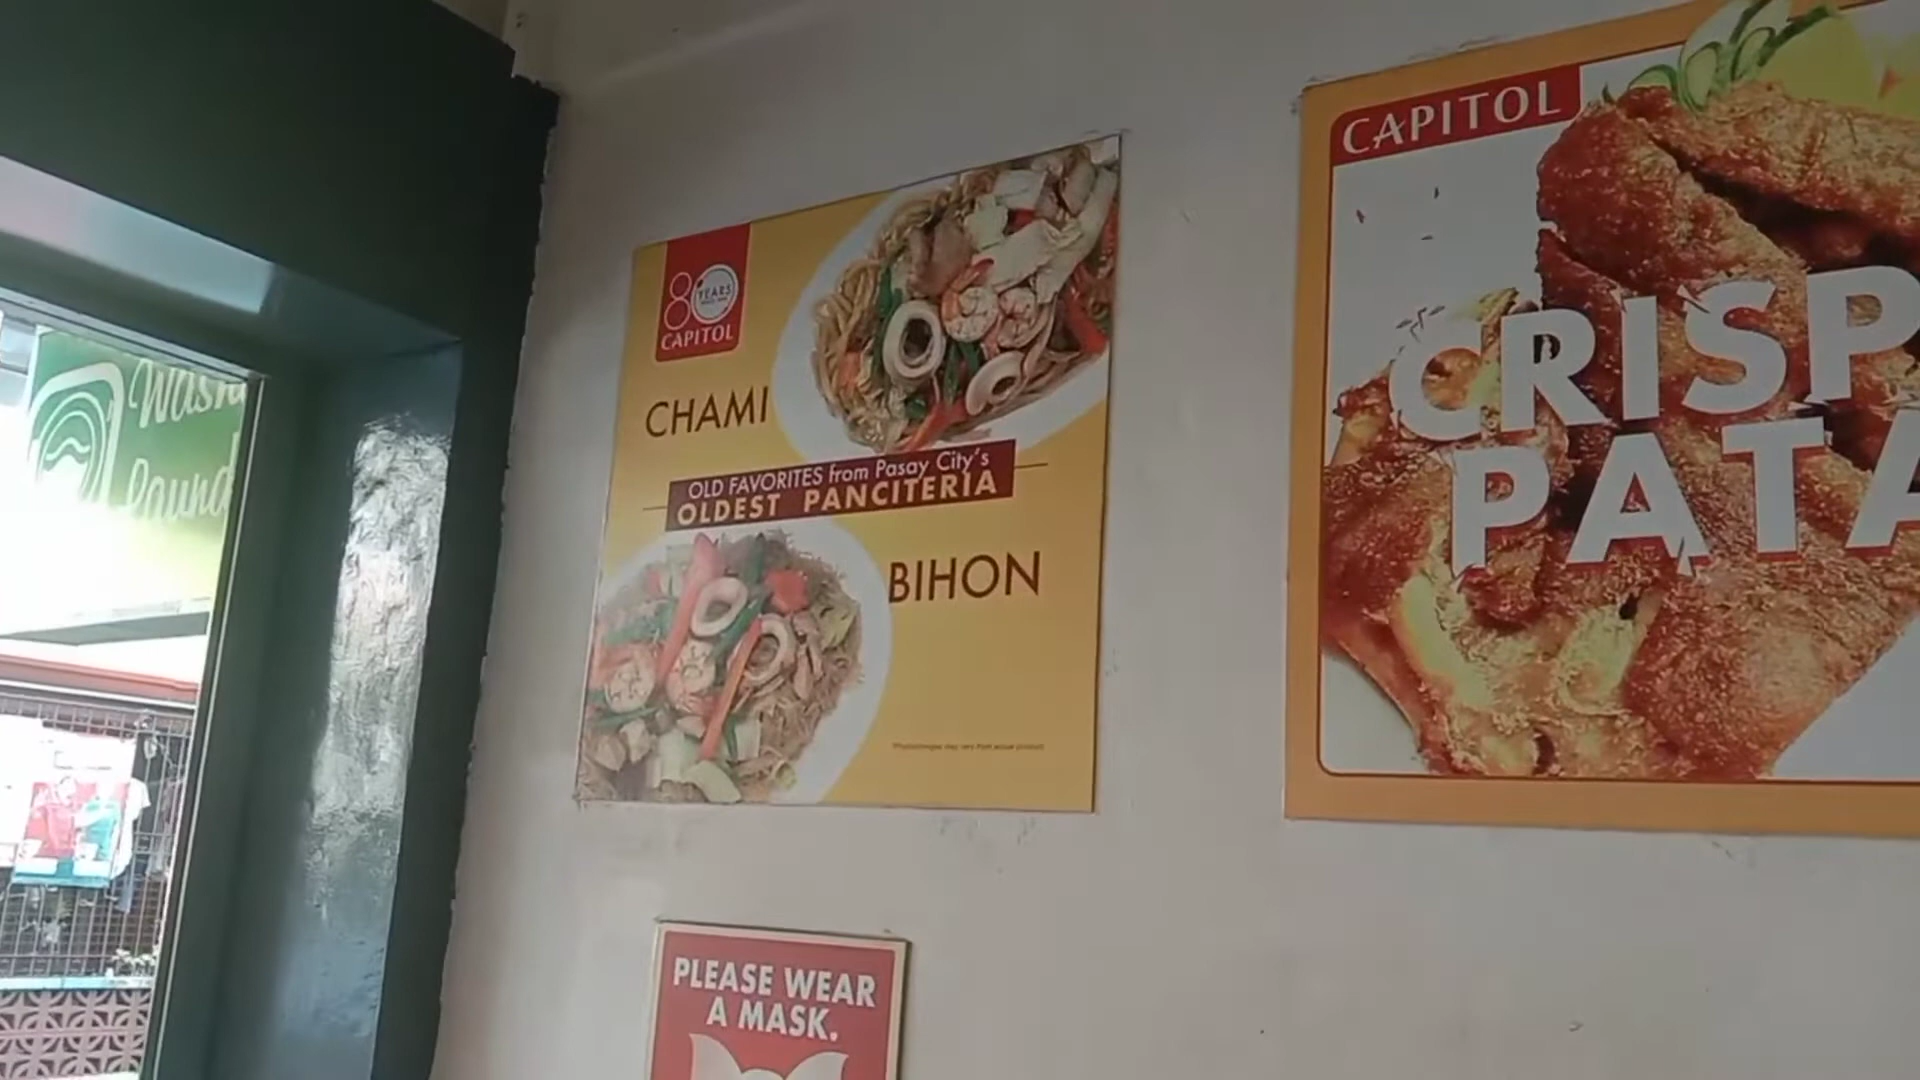 Wash
Laund
80 YEARS
CAPITOL
CHAMI
OLD FAVORITES from Pasay City's
OLDEST PANCITERIA
BIHON
PLEASE WEAR
A MASK.
CAPITOL
CRISP
PATA